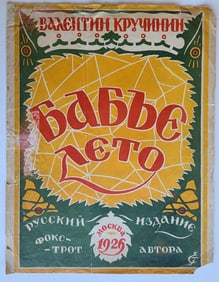 ВАЛЕНТИН КРУЧИНИН
БАБЬЕ
ЛЕТО
РУССКИЙ ИЗДАНИЕ
ФОКС- АВТОРА
ТРОТ
МОСКВА
1926